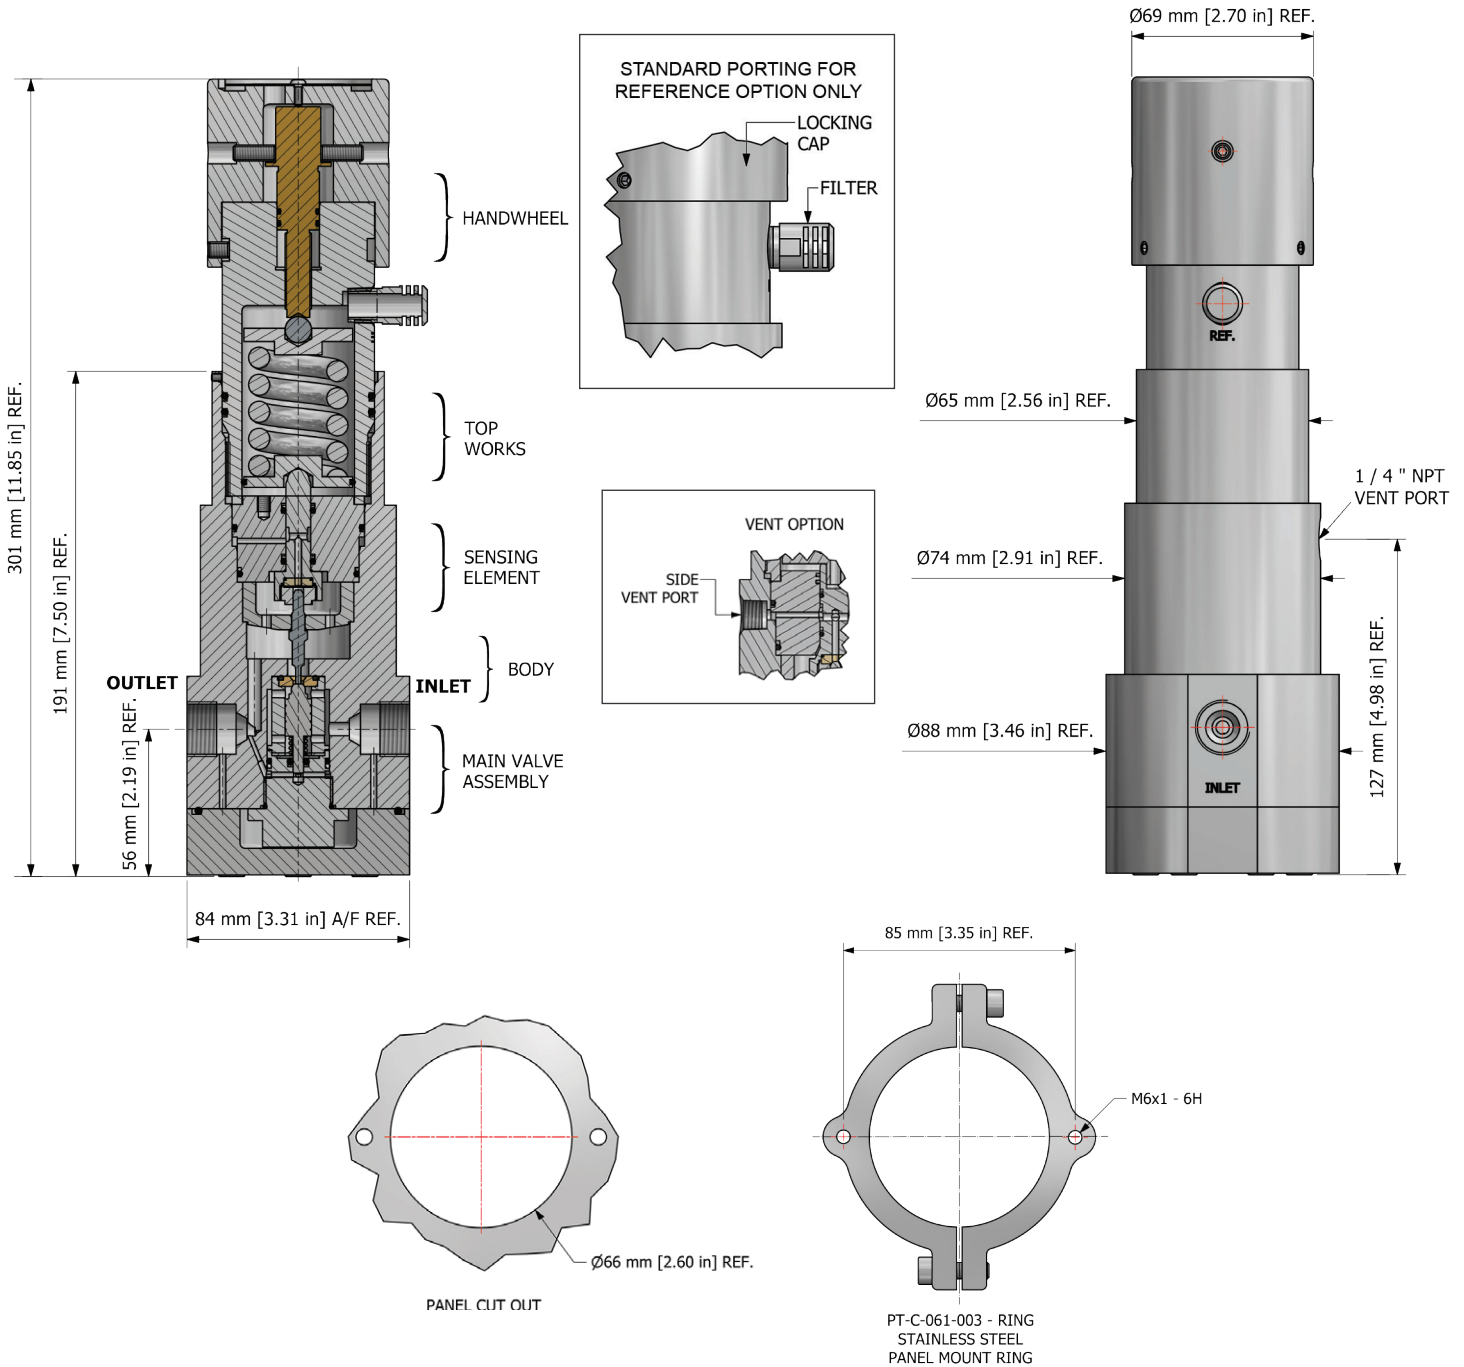 Ø69 mm [2.70 in] REF.
STANDARD PORTING FOR
REFERENCE OPTION ONLY
LOCKING
CAP
FILTER
HANDWHEEL
REF.
301 mm [11.85 in] REF.
191 mm [7.50 in] REF.
56 mm [2.19 in] REF.
TOP
WORKS
Ø65 mm [2.56 in] REF.
1 / 4 " NPT
VENT PORT
VENT OPTION
SIDE
VENT PORT
SENSING
ELEMENT
Ø74 mm [2.91 in] REF.
BODY
OUTLET
INLET
Ø88 mm [3.46 in] REF.
127 mm [4.98 in] REF.
MAIN VALVE
ASSEMBLY
INLET
84 mm [3.31 in] A/F REF.
85 mm [3.35 in] REF.
M6x1 - 6H
Ø66 mm [2.60 in] REF.
PANEL CUT OUT
PT-C-061-003 - RING
STAINLESS STEEL
PANEL MOUNT RING